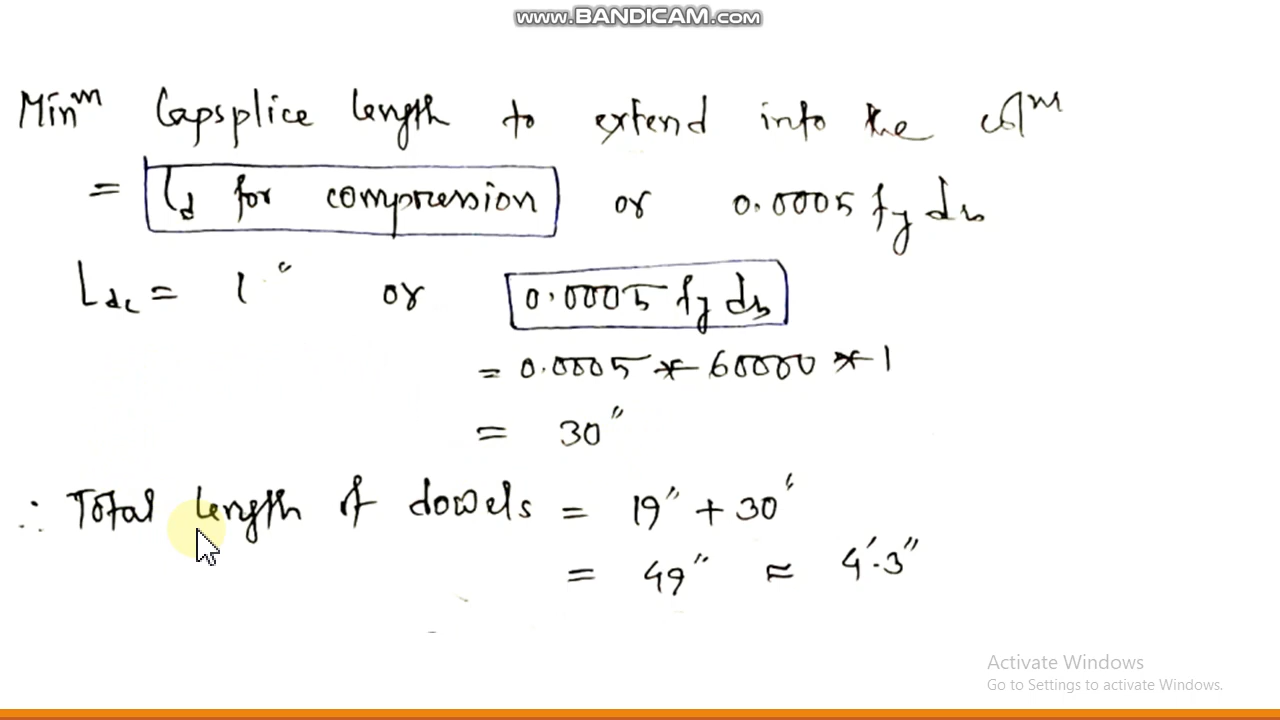 www.BANDICAM.com
Minm Lapsplice length to extend into the
= ld for compression or 0.0005 fy db
Ldc = 1" or 0.0005 fy db
= 0.0005 * 60000 * 1
= 30"
∴ Total length of dowels = 19" + 30"
= 49" ≈ 4'-3"
Activate Windows
Go to Settings to activate Windows.